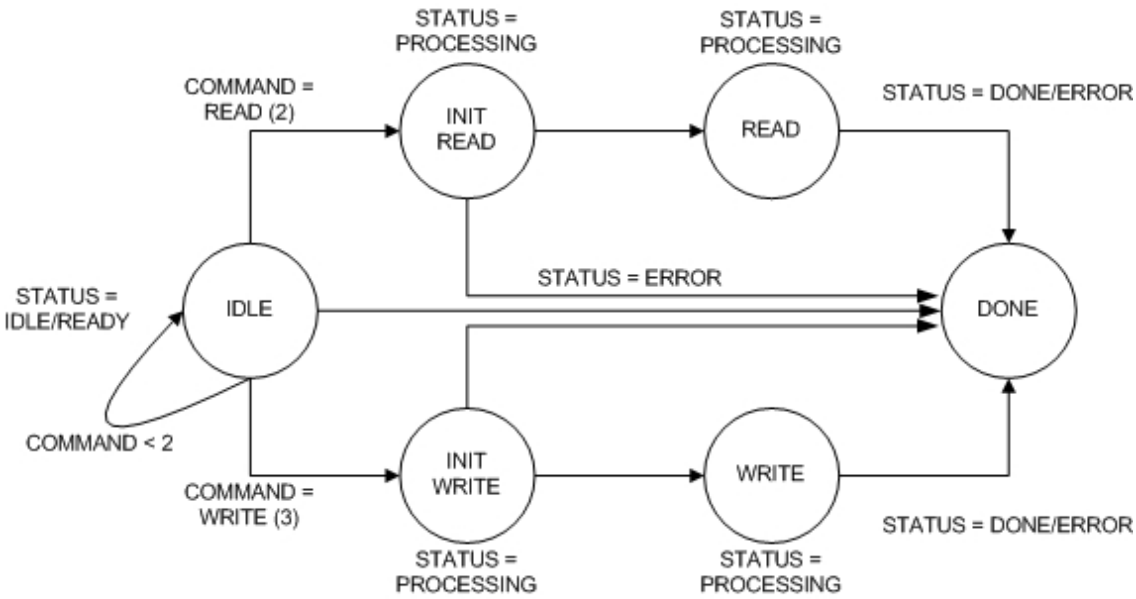 STATUS =
PROCESSING
STATUS =
PROCESSING
COMMAND =
READ (2)
INIT
READ
READ
STATUS = DONE/ERROR
STATUS =
IDLE/READY
IDLE
STATUS = ERROR
DONE
COMMAND < 2
COMMAND =
WRITE (3)
INIT
WRITE
WRITE
STATUS = DONE/ERROR
STATUS =
PROCESSING
STATUS =
PROCESSING